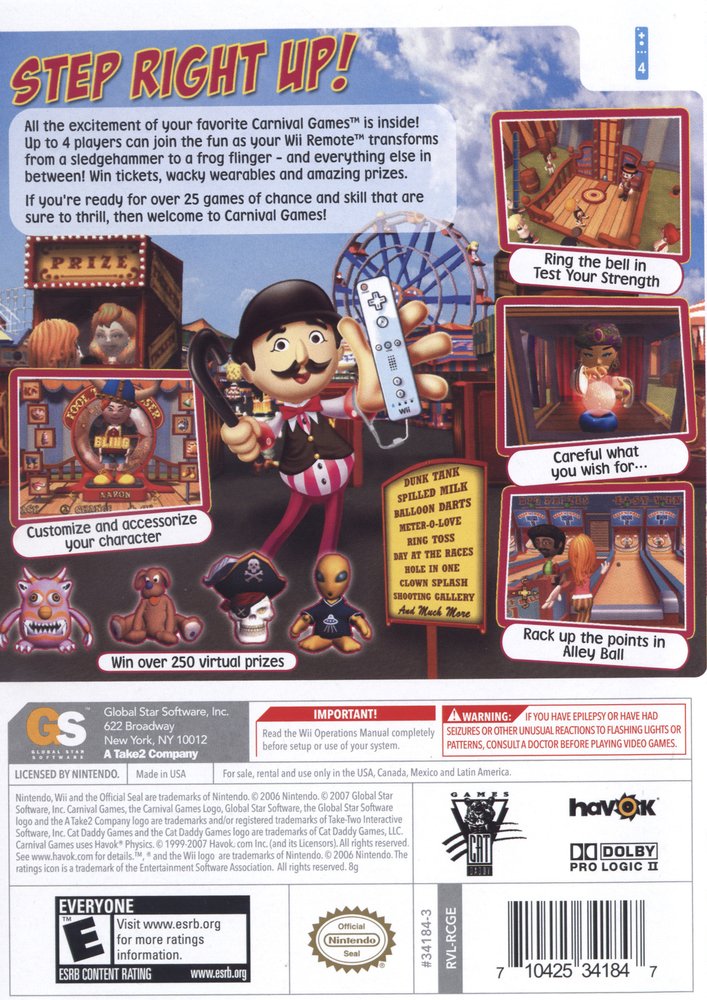 4
STEP RIGHT UP!
All the excitement of your favorite Carnival Games™ is inside!
Up to 4 players can join the fun as your Wii Remote™ transforms
from a sledgehammer to a frog flinger - and everything else in
between! Win tickets, wacky wearables and amazing prizes.
If you're ready for over 25 games of chance and skill that are
sure to thrill, then welcome to Carnival Games!
Ring the bell in
Test Your Strength
PRIZE
Wii
Careful what
you wish for...
BLING
AARON
Customize and accessorize
your character
DUNK TANK
SPILLED MILK
BALLOON DARTS
METER-O-LOVE
RING TOSS
DAY AT THE RACES
HOLE IN ONE
CLOWN SPLASH
SHOOTING GALLERY
And Much More
Rack up the points in
Alley Ball
Win over 250 virtual prizes
GS™
GLOBAL STAR
SOFTWARE
Global Star Software, Inc.
622 Broadway
New York, NY 10012
A Take2 Company
IMPORTANT!
Read the Wii Operations Manual completely
before setup or use of your system.
WARNING: IF YOU HAVE EPILEPSY OR HAVE HAD
SEIZURES OR OTHER UNUSUAL REACTIONS TO FLASHING LIGHTS OR
PATTERNS, CONSULT A DOCTOR BEFORE PLAYING VIDEO GAMES.
LICENSED BY NINTENDO.
Made in USA
For sale, rental and use only in the USA, Canada, Mexico and Latin America.
Nintendo, Wii and the Official Seal are trademarks of Nintendo. © 2006 Nintendo. © 2007 Global Star
Software, Inc. Carnival Games, the Carnival Games Logo, Global Star Software, the Global Star Software
logo and the A Take2 Company logo are trademarks and/or registered trademarks of Take-Two Interactive
Software, Inc. Cat Daddy Games and the Cat Daddy Games logo are trademarks of Cat Daddy Games, LLC.
Carnival Games uses Havok® Physics. © 1999-2007 Havok. com Inc. (and its Licensors). All rights reserved.
See www.havok.com for details.™, ® and the Wii logo are trademarks of Nintendo. © 2006 Nintendo. The
ratings icon is a trademark of the Entertainment Software Association. All rights reserved. 8g
GAMES
CAT
DADDY
havok
DOLBY
PRO LOGIC II
EVERYONE
E
™
Visit www.esrb.org
for more ratings
information.
ESRB CONTENT RATING
www.esrb.org
Official
Nintendo
Seal
#34184-3
RVL-RCGE
7 10425 34184 7